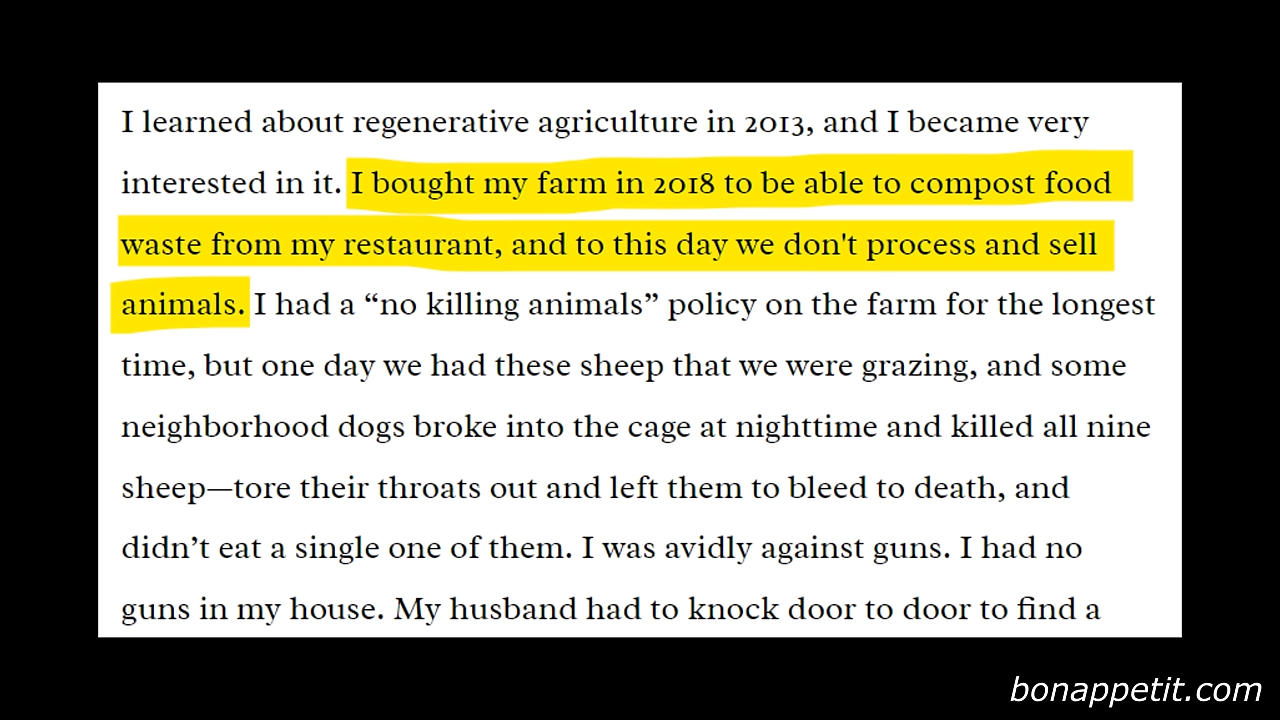 I learned about regenerative agriculture in 2013, and I became very
interested in it. I bought my farm in 2018 to be able to compost food
waste from my restaurant, and to this day we don't process and sell
animals. I had a “no killing animals” policy on the farm for the longest
time, but one day we had these sheep that we were grazing, and some
neighborhood dogs broke into the cage at nighttime and killed all nine
sheep—tore their throats out and left them to bleed to death, and
didn’t eat a single one of them. I was avidly against guns. I had no
guns in my house. My husband had to knock door to door to find a
bonappetit.com